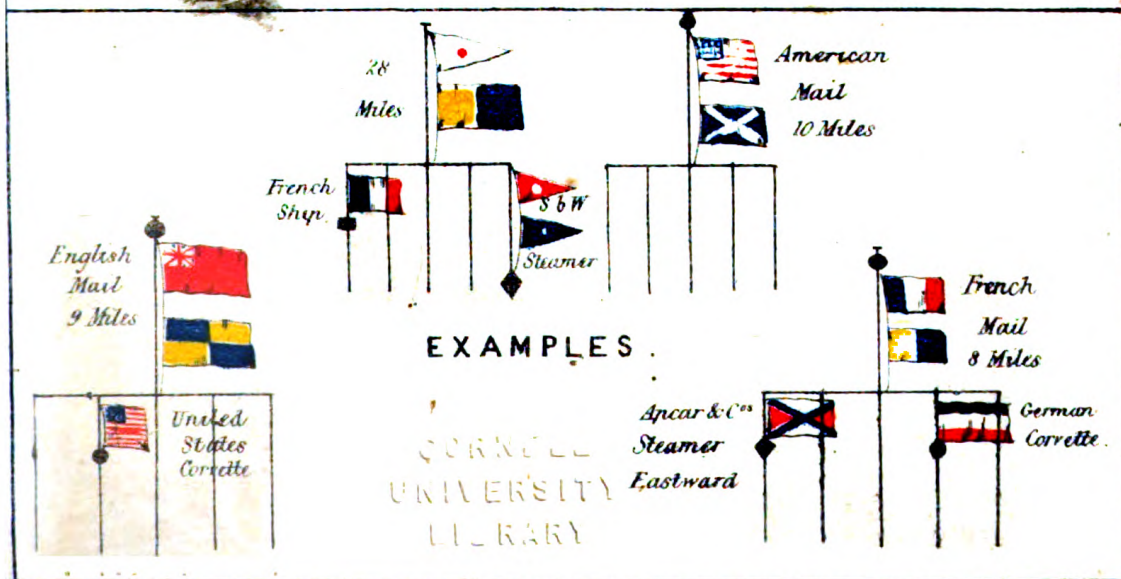 28
Miles
American
Mail
10 Miles
French
Ship.
S b W
Steamer
English
Mail
9 Miles
French
Mail
8 Miles
EXAMPLES.
United
States
Corvette
Apcar & Cos
Steamer
Eastward
German
Corvette.
CORNELL
UNIVERSITY
LIBRARY